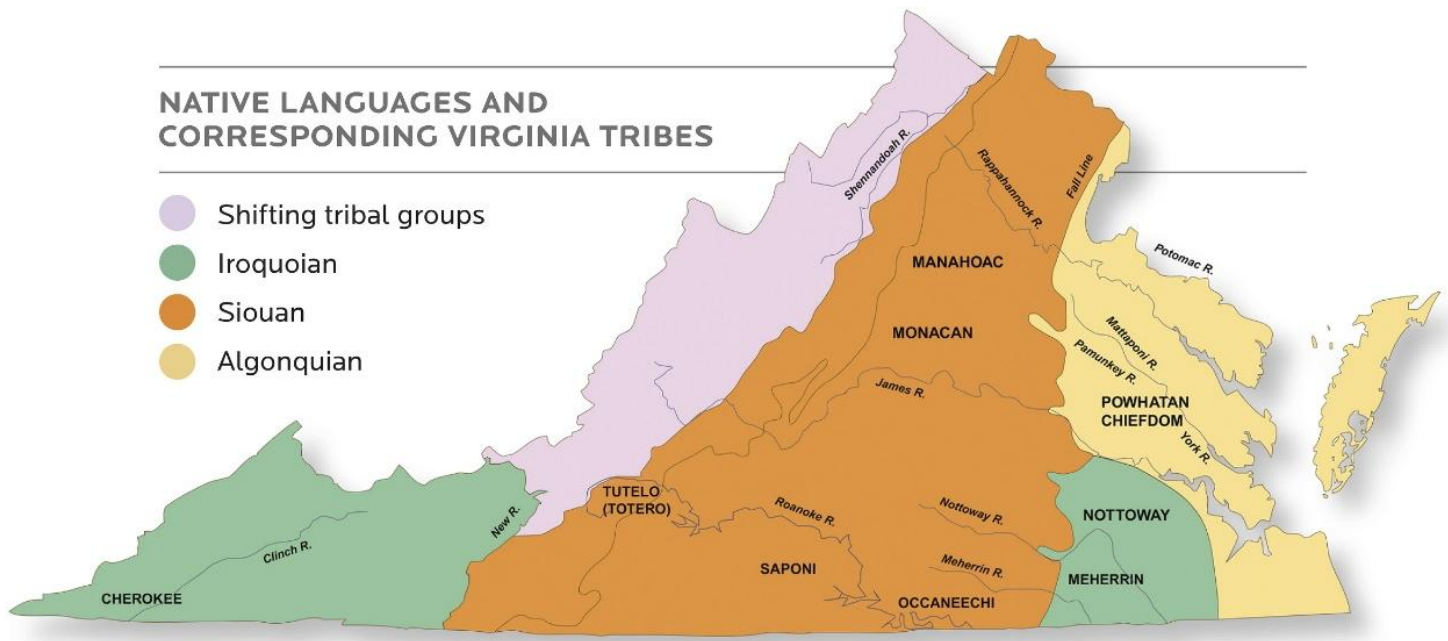 NATIVE LANGUAGES AND
CORRESPONDING VIRGINIA TRIBES
Shifting tribal groups
Iroquoian
Siouan
Algonquian
Shennandoah R.
Rappahannock R.
Fall Line
Potomac R.
MANAHOAC
MONACAN
Mattaponi R.
Pamunkey R.
James R.
POWHATAN
CHIEFDOM
York R.
TUTELO
(TOTERO)
New R.
Roanoke R.
Nottoway R.
NOTTOWAY
Clinch R.
SAPONI
Meherrin R.
MEHERRIN
CHEROKEE
OCCANEECHI